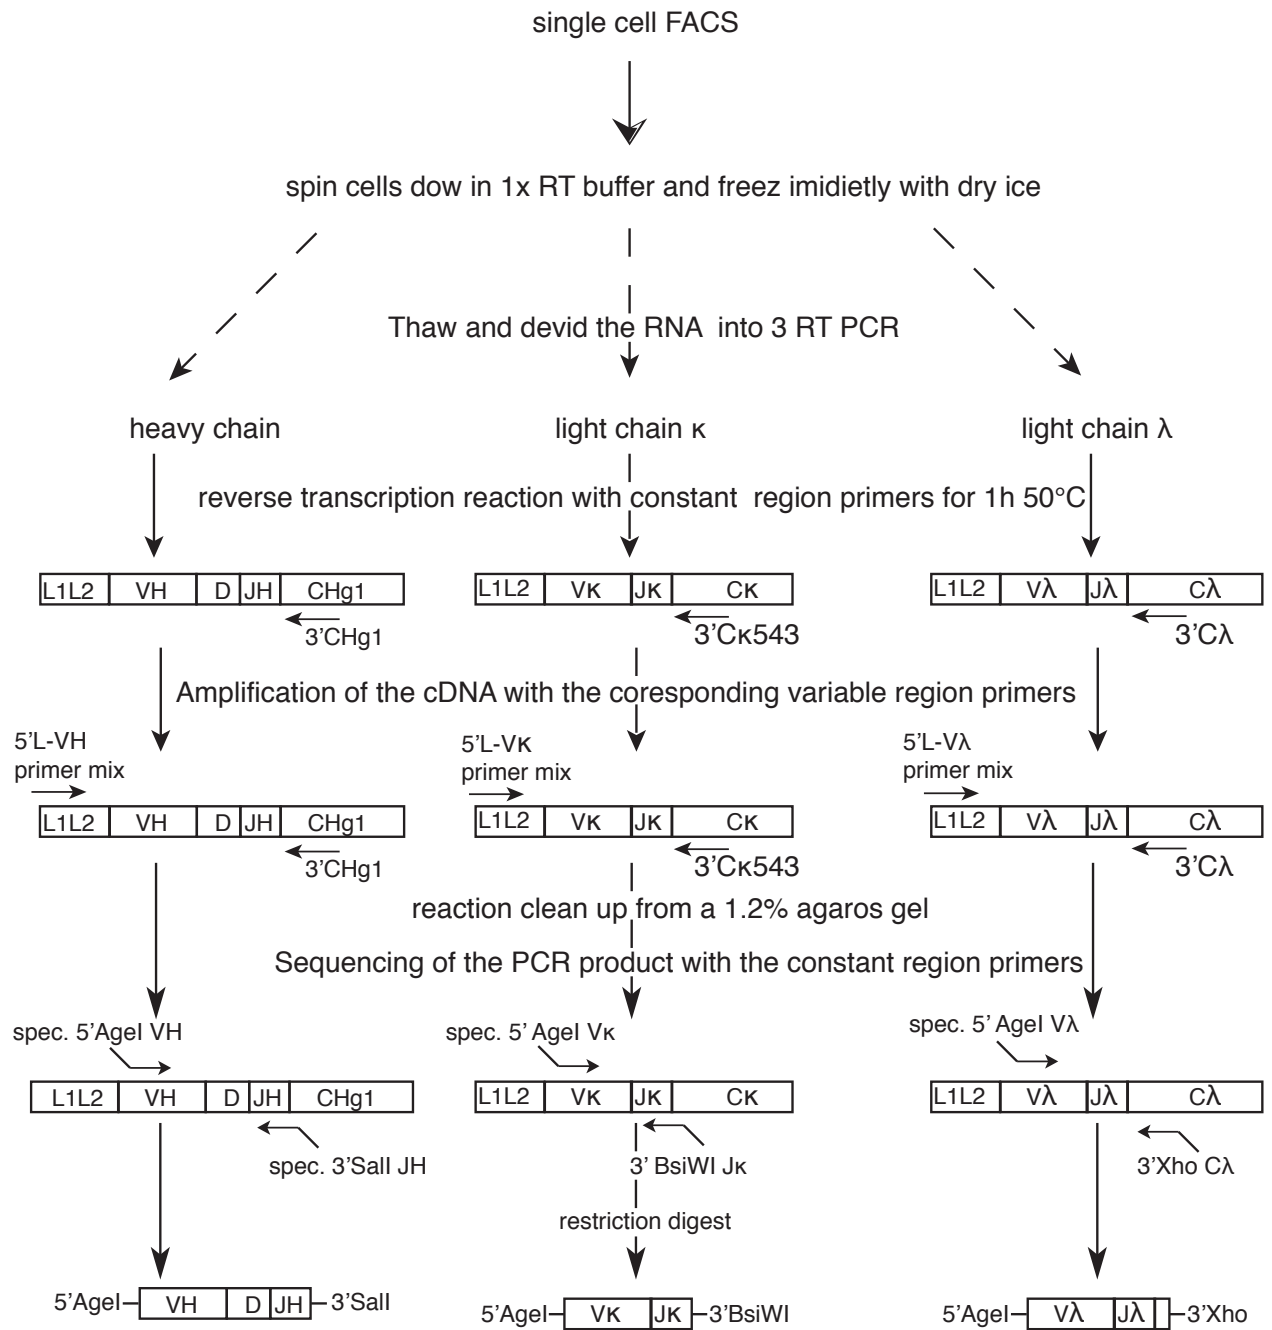 single cell FACS
spin cells dow in 1x RT buffer and freez imidietly with dry ice
Thaw and devid the RNA into 3 RT PCR
heavy chain
light chain κ
light chain λ
reverse transcription reaction with constant region primers for 1h 50°C
L1L2 VH D JH CHg1
L1L2 Vκ Jκ Cκ
L1L2 Vλ Jλ Cλ
3'CHg1
3'Cκ543
3'Cλ
Amplification of the cDNA with the coresponding variable region primers
5'L-VH
primer mix
5'L-Vκ
primer mix
5'L-Vλ
primer mix
L1L2 VH D JH CHg1
L1L2 Vκ Jκ Cκ
L1L2 Vλ Jλ Cλ
3'CHg1
3'Cκ543
3'Cλ
reaction clean up from a 1.2% agaros gel
Sequencing of the PCR product with the constant region primers
spec. 5'AgeI VH
spec. 5' AgeI Vκ
spec. 5' AgeI Vλ
L1L2 VH D JH CHg1
L1L2 Vκ Jκ Cκ
L1L2 Vλ Jλ Cλ
spec. 3'SalI JH
3' BsiWI Jκ
3'Xho Cλ
restriction digest
5'AgeI VH D JH 3'SalI
5'AgeI Vκ Jκ 3'BsiWI
5'AgeI Vλ Jλ 3'Xho